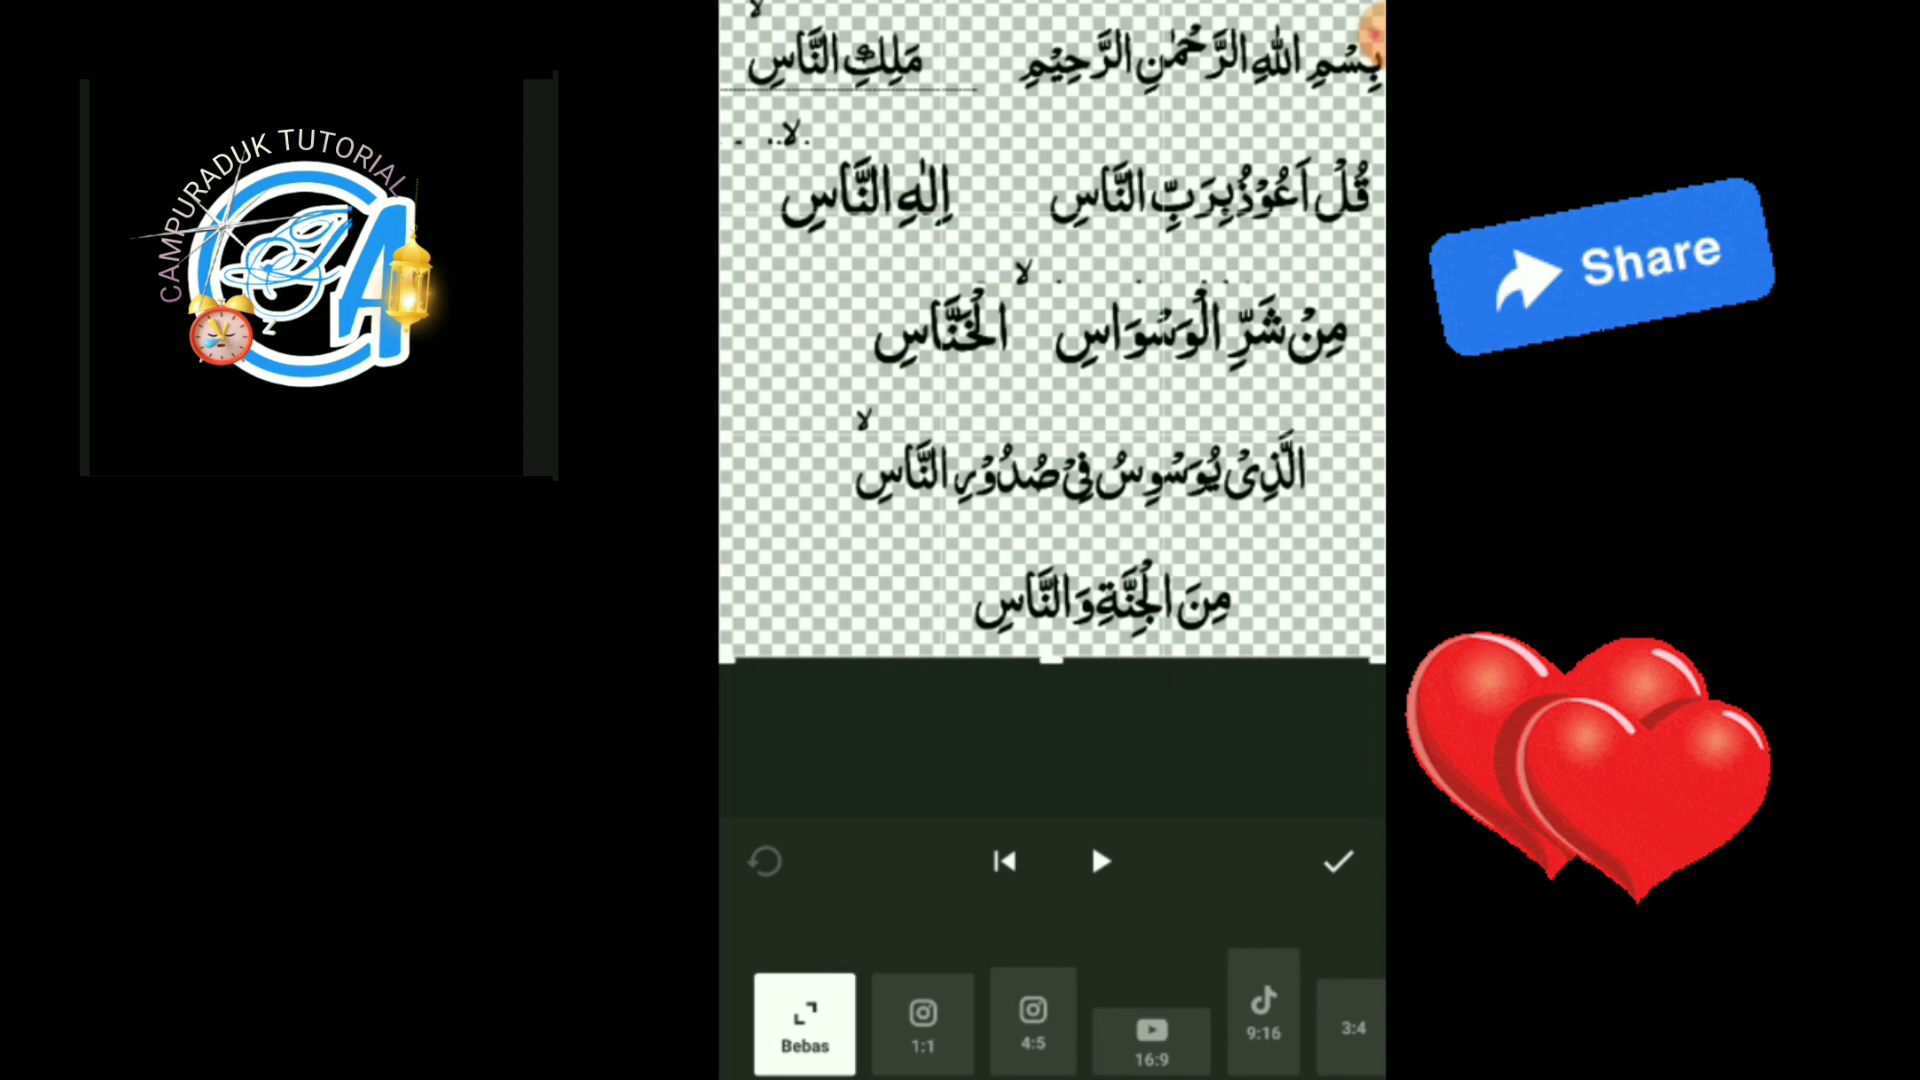 CAMPURADUK TUTORIAL
بِسْمِ اللهِ الرَّحْمٰنِ الرَّحِيْمِ
مَلِكِ النَّاسِ ۙ
قُلْ اَعُوْذُ بِرَبِّ النَّاسِ
اِلٰهِ النَّاسِ ۙ
مِنْ شَرِّ الْوَسْوَاسِ ۙ الْخَنَّاسِ
الَّذِيْ يُوَسْوِسُ فِيْ صُدُوْرِ النَّاسِ ۙ
مِنَ الْجِنَّةِ وَالنَّاسِ
Share
Bebas
1:1
4:5
16:9
9:16
3:4